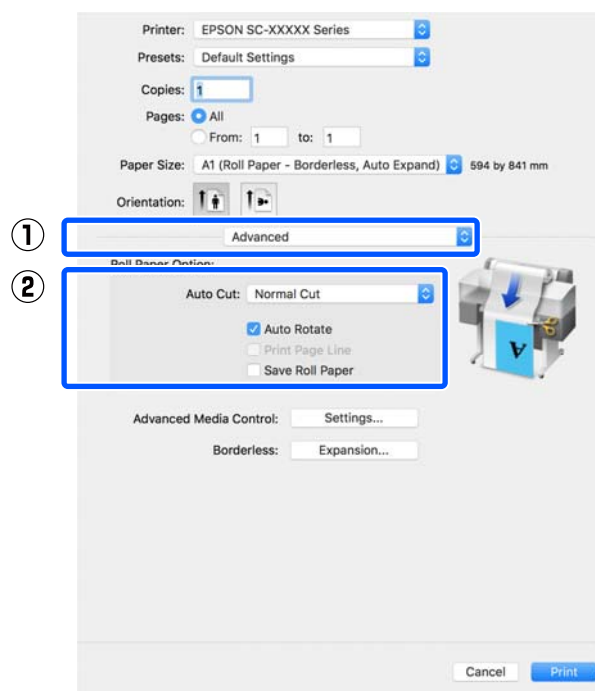 Printer: EPSON SC-XXXXX Series
Presets: Default Settings
Copies: 1
Pages: All
From: 1 to: 1
Paper Size: A1 (Roll Paper - Borderless, Auto Expand) 594 by 841 mm
Orientation:
① Advanced
Roll Paper Option:
②
Auto Cut: Normal Cut
Auto Rotate
Print Page Line
Save Roll Paper
A
Advanced Media Control: Settings...
Borderless: Expansion...
Cancel Print